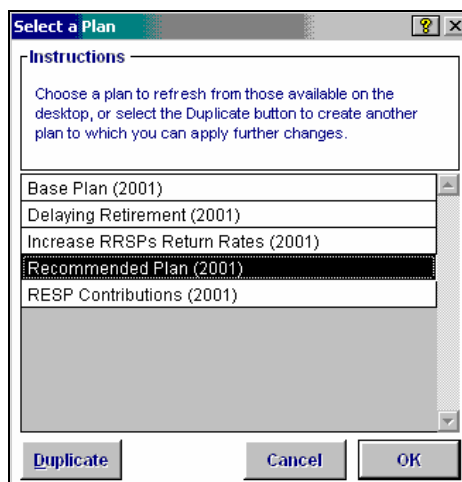 Select a Plan
Instructions
Choose a plan to refresh from those available on the
desktop, or select the Duplicate button to create another
plan to which you can apply further changes.
Base Plan (2001)
Delaying Retirement (2001)
Increase RRSPs Return Rates (2001)
Recommended Plan (2001)
RESP Contributions (2001)
Duplicate Cancel OK